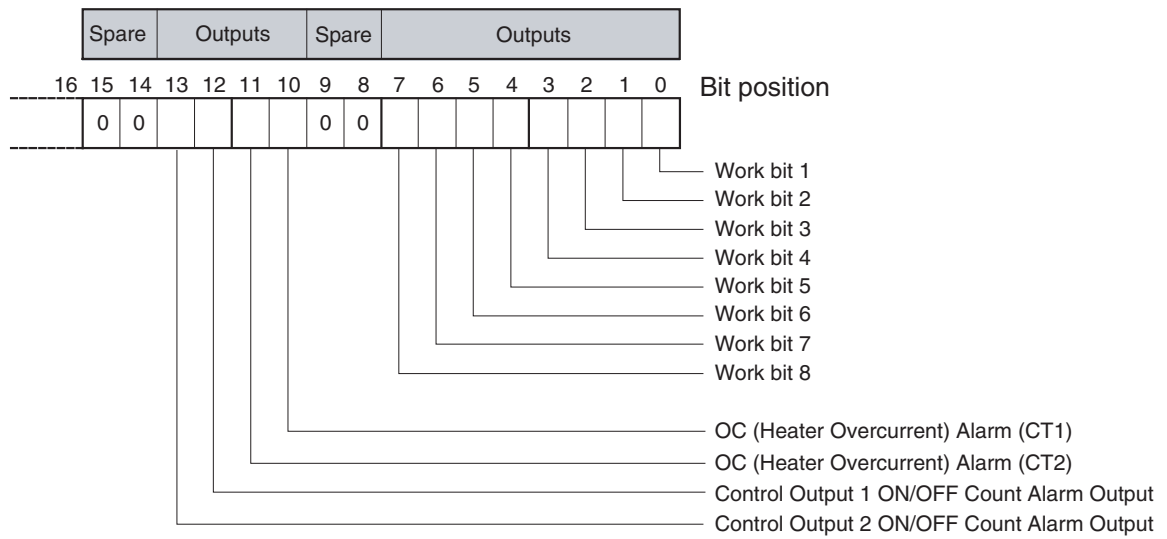 Spare Outputs Spare Outputs
16 15 14 13 12 11 10 9 8 7 6 5 4 3 2 1 0 Bit position
0 0 0 0
Work bit 1
Work bit 2
Work bit 3
Work bit 4
Work bit 5
Work bit 6
Work bit 7
Work bit 8
OC (Heater Overcurrent) Alarm (CT1)
OC (Heater Overcurrent) Alarm (CT2)
Control Output 1 ON/OFF Count Alarm Output
Control Output 2 ON/OFF Count Alarm Output